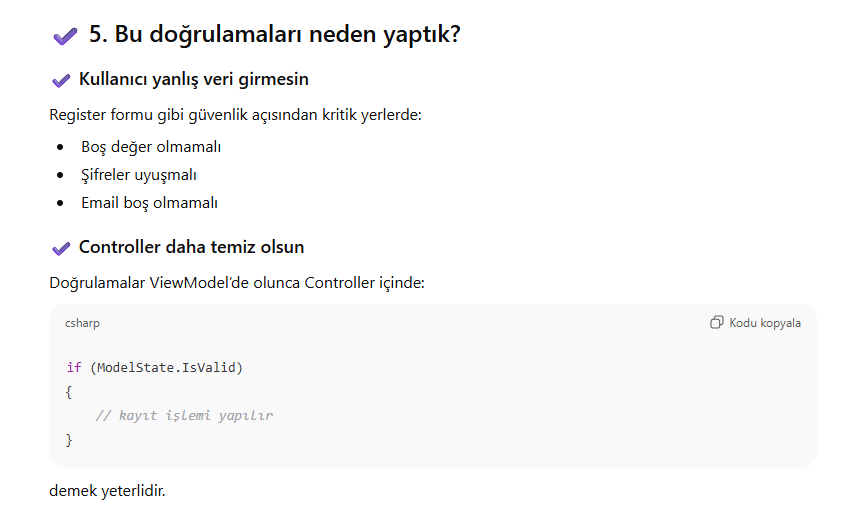 5. Bu doğrulamaları neden yaptık?
Kullanıcı yanlış veri girmesin
Register formu gibi güvenlik açısından kritik yerlerde:
• Boş değer olmamalı
• Şifreler uyuşmalı
• Email boş olmamalı
Controller daha temiz olsun
Doğrulamalar ViewModel’de olunca Controller içinde:
csharp Kodu kopyala
if (ModelState.IsValid)
{
    // kayıt işlemi yapılır
}
demek yeterlidir.